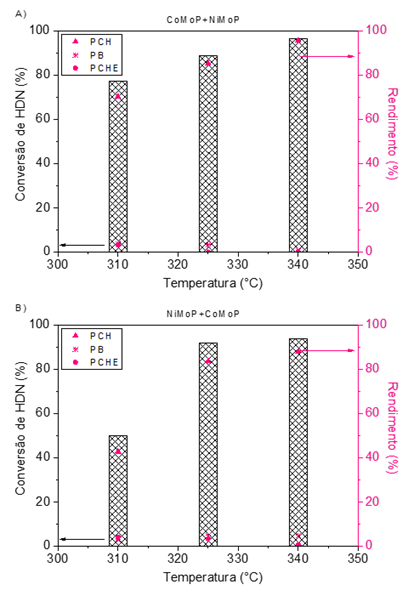 A)
CoMoP+NiMoP
100
80
60
40
20
0
Conversão de HDN (%)
PCH
PB
PCHE
100
80
60
40
20
0
Rendimento (%)
300 310 320 330 340 350
Temperatura (°C)
B)
NiMoP+CoMoP
100
80
60
40
20
0
Conversão de HDN (%)
PCH
PB
PCHE
100
80
60
40
20
0
Rendimento (%)
300 310 320 330 340 350
Temperatura (°C)